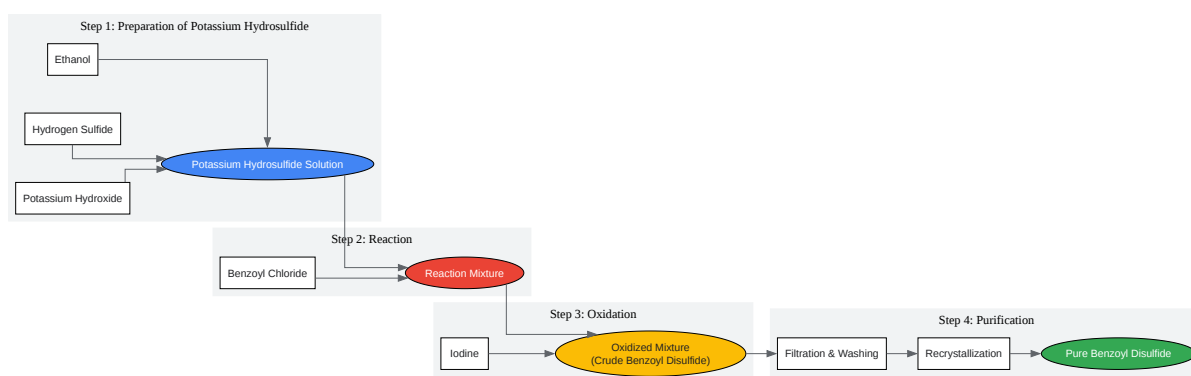 Step 1: Preparation of Potassium Hydrosulfide
Ethanol
Hydrogen Sulfide
Potassium Hydrosulfide Solution
Potassium Hydroxide
Step 2: Reaction
Benzoyl Chloride
Reaction Mixture
Step 3: Oxidation
Iodine
Oxidized Mixture
(Crude Benzoyl Disulfide)
Step 4: Purification
Filtration & Washing
Recrystallization
Pure Benzoyl Disulfide